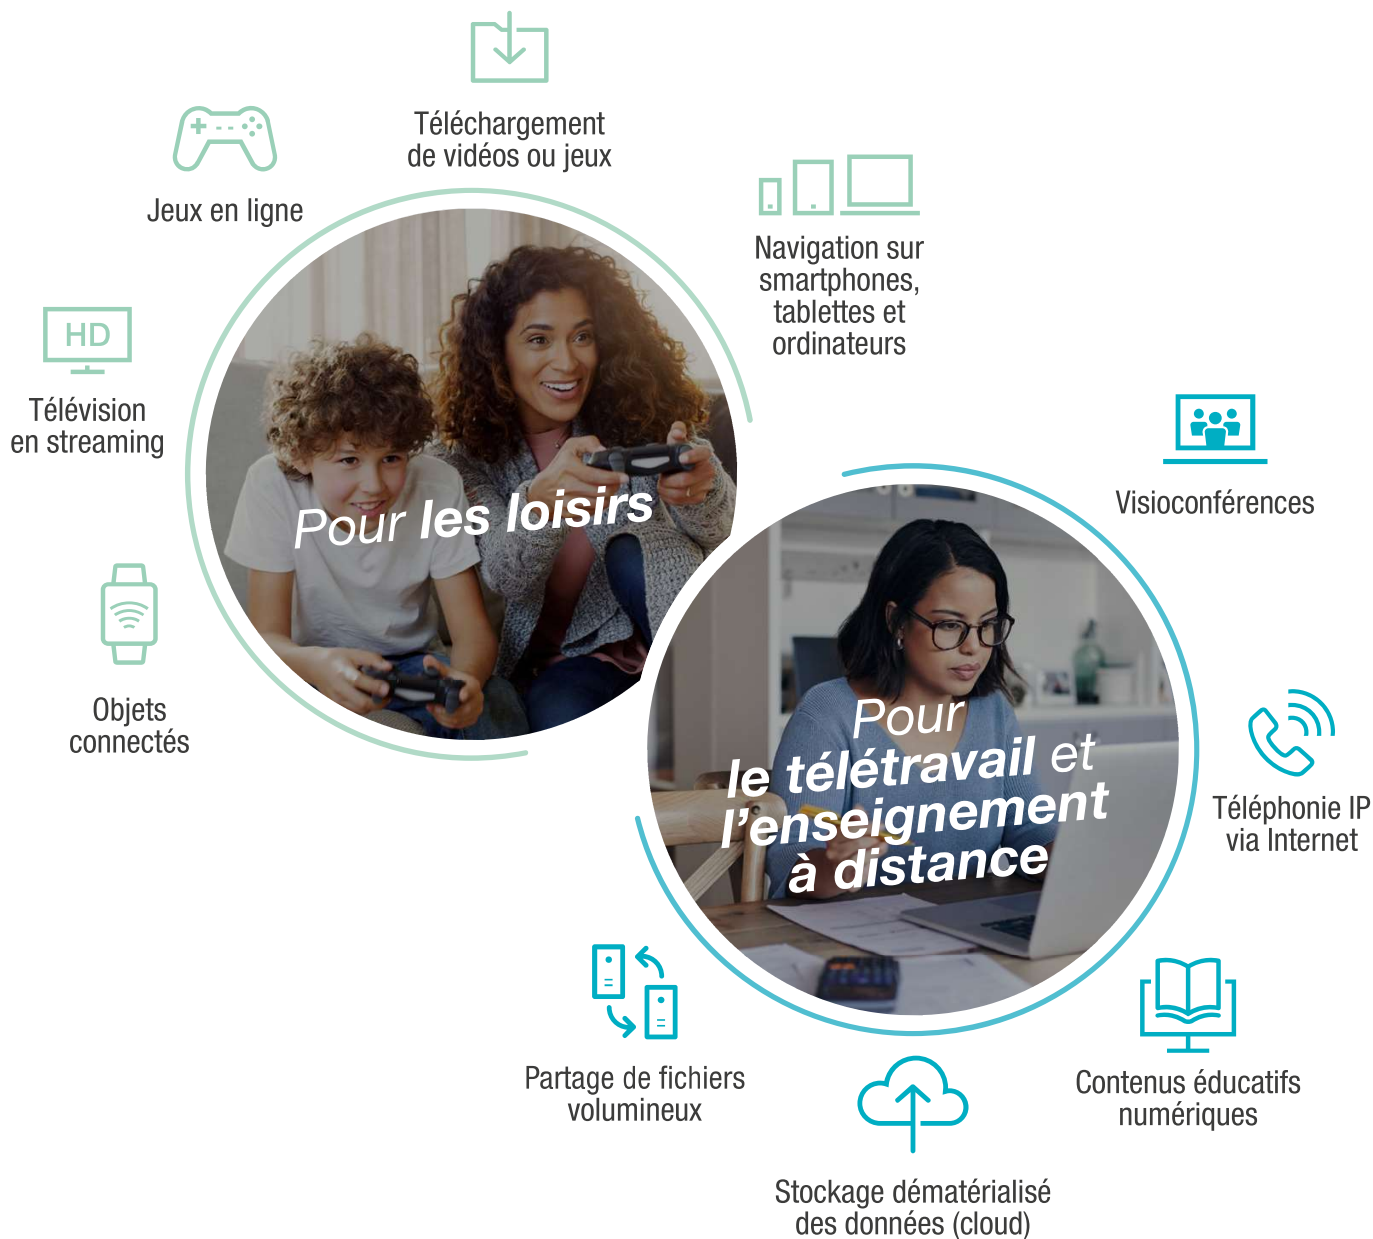 Téléchargement
de vidéos ou jeux
Jeux en ligne
Navigation sur
smartphones,
tablettes et
ordinateurs
HD
Télévision
en streaming
Objets
connectés
Pour les loisirs
Visioconférences
Pour
le télétravail et
l'enseignement
à distance
Téléphonie IP
via Internet
Partage de fichiers
volumineux
Contenus éducatifs
numériques
Stockage dématérialisé
des données (cloud)